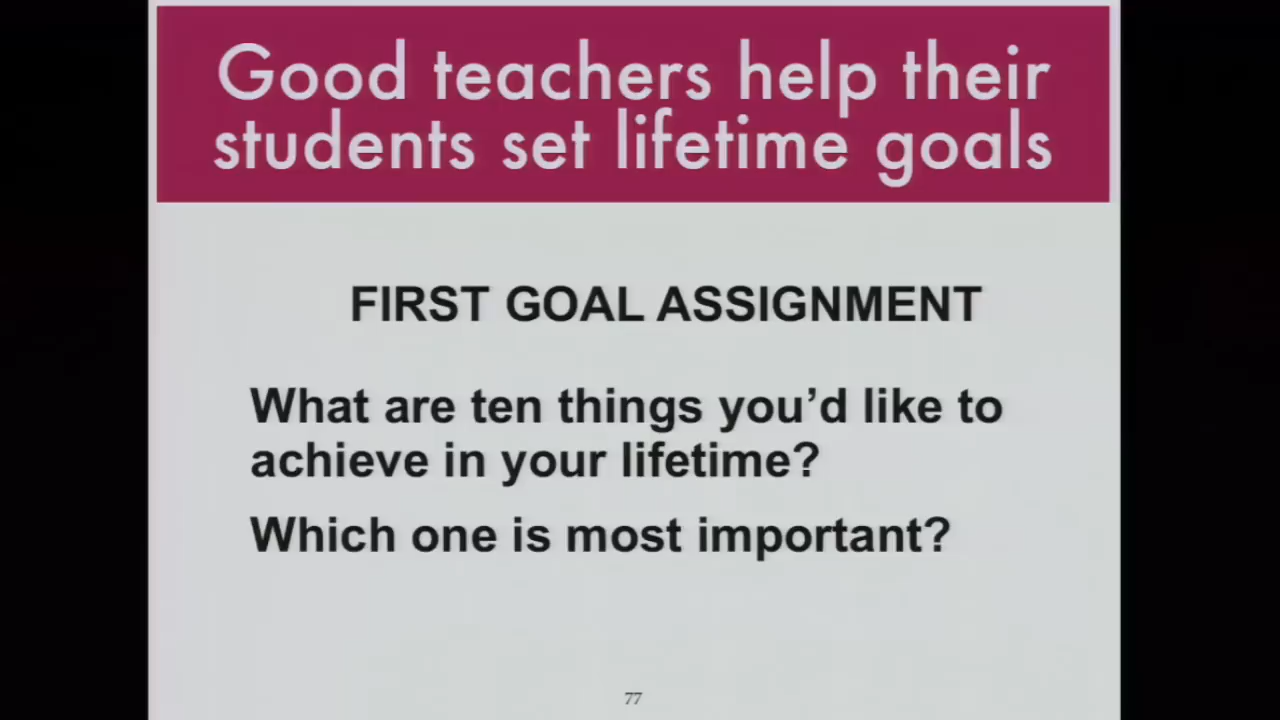 Good teachers help their
students set lifetime goals
FIRST GOAL ASSIGNMENT
What are ten things you’d like to
achieve in your lifetime?
Which one is most important?
77